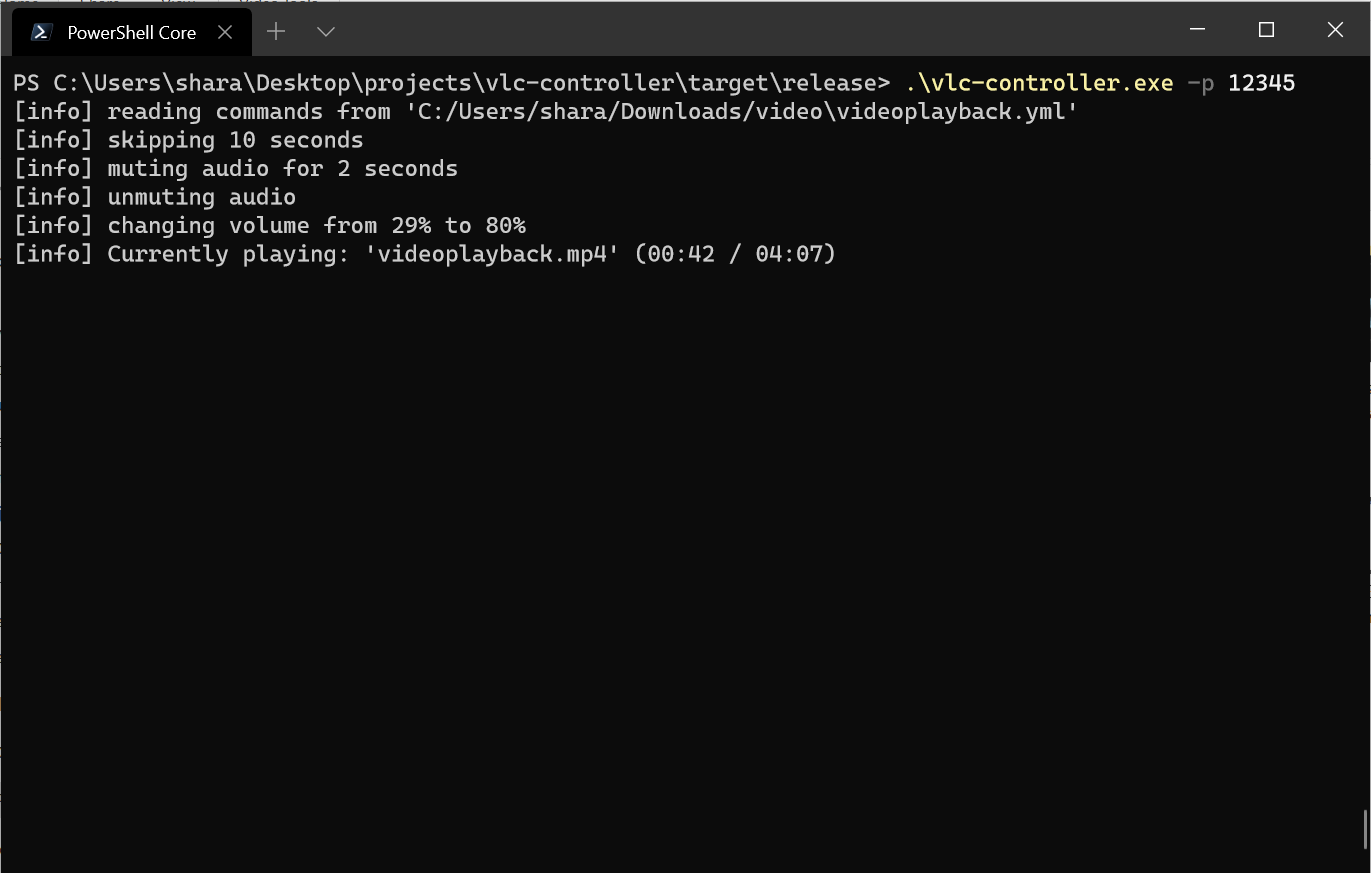 PowerShell Core
PS C:\Users\shara\Desktop\projects\vlc-controller\target\release> .\vlc-controller.exe -p 12345
[info] reading commands from 'C:/Users/shara/Downloads/video\videoplayback.yml'
[info] skipping 10 seconds
[info] muting audio for 2 seconds
[info] unmuting audio
[info] changing volume from 29% to 80%
[info] Currently playing: 'videoplayback.mp4' (00:42 / 04:07)